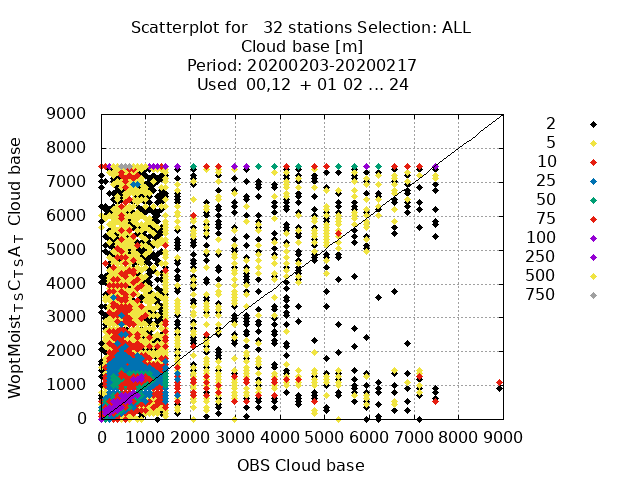 Scatterplot for   32 stations Selection: ALL
Cloud base [m]
Period: 20200203-20200217
Used  00,12  + 01 02 ... 24
9000
8000
7000
6000
5000
4000
3000
2000
1000
0
WoptMoist_T S C_T S A_T  Cloud base
0 1000 2000 3000 4000 5000 6000 7000 8000 9000
OBS Cloud base
2
5
10
25
50
75
100
250
500
750